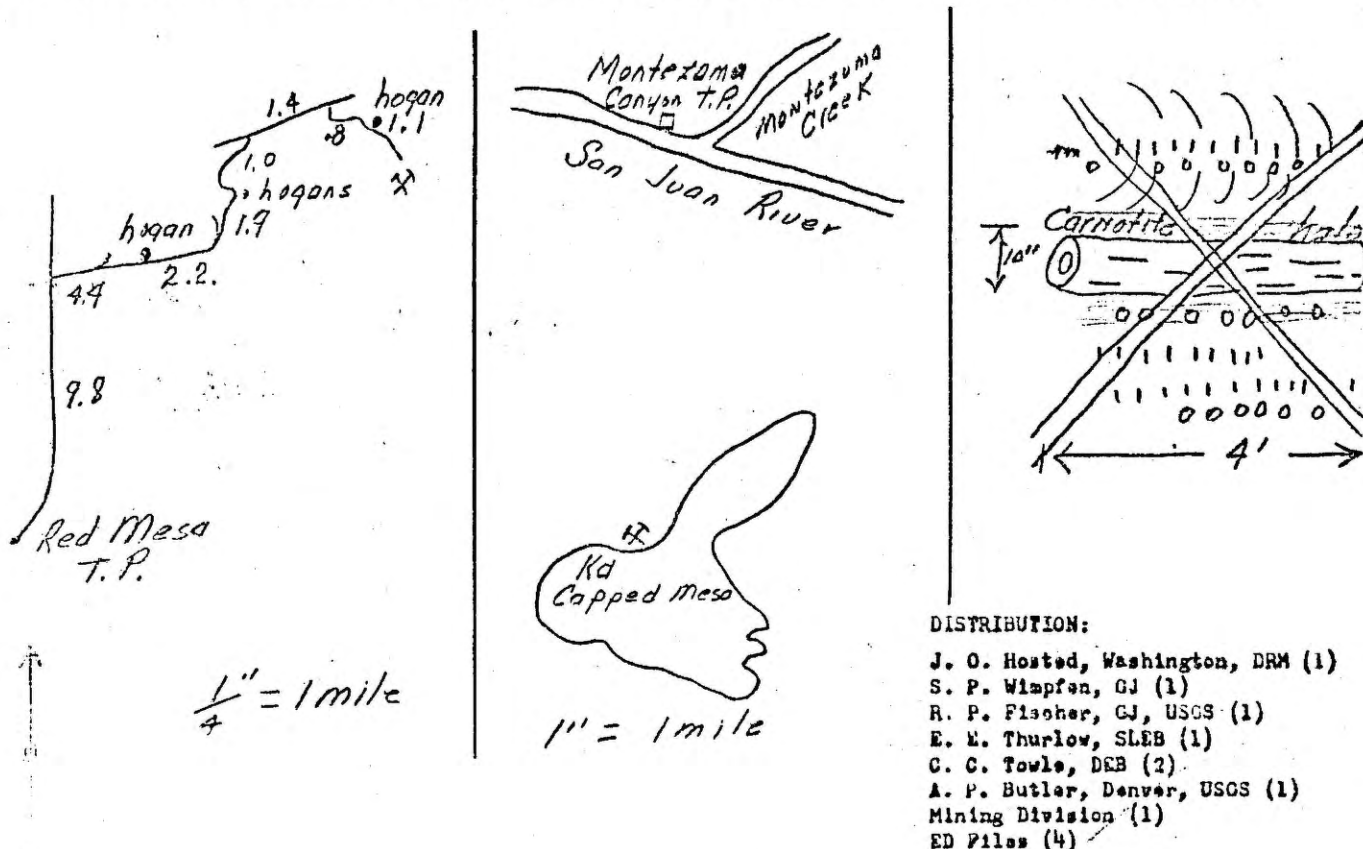 1.4
hogan
1.1
.8
1.0
hogans
1.9
hogan
2.2.
4.4
9.8
Red Mesa
T.P.
1/4" = 1 mile
Montezuma
Canyon T.P.
Montezuma
Creek
San Juan River
Kd
Capped Mesa
1" = 1 mile
Carnotite halo
10"
4'
DISTRIBUTION:
J. O. Hosted, Washington, DRM (1)
S. P. Wimpfen, GJ (1)
R. P. Fischer, GJ, USGS (1)
E. E. Thurlow, SLEB (1)
C. C. Towle, DEB (2)
A. P. Butler, Denver, USGS (1)
Mining Division (1)
ED Files (4)